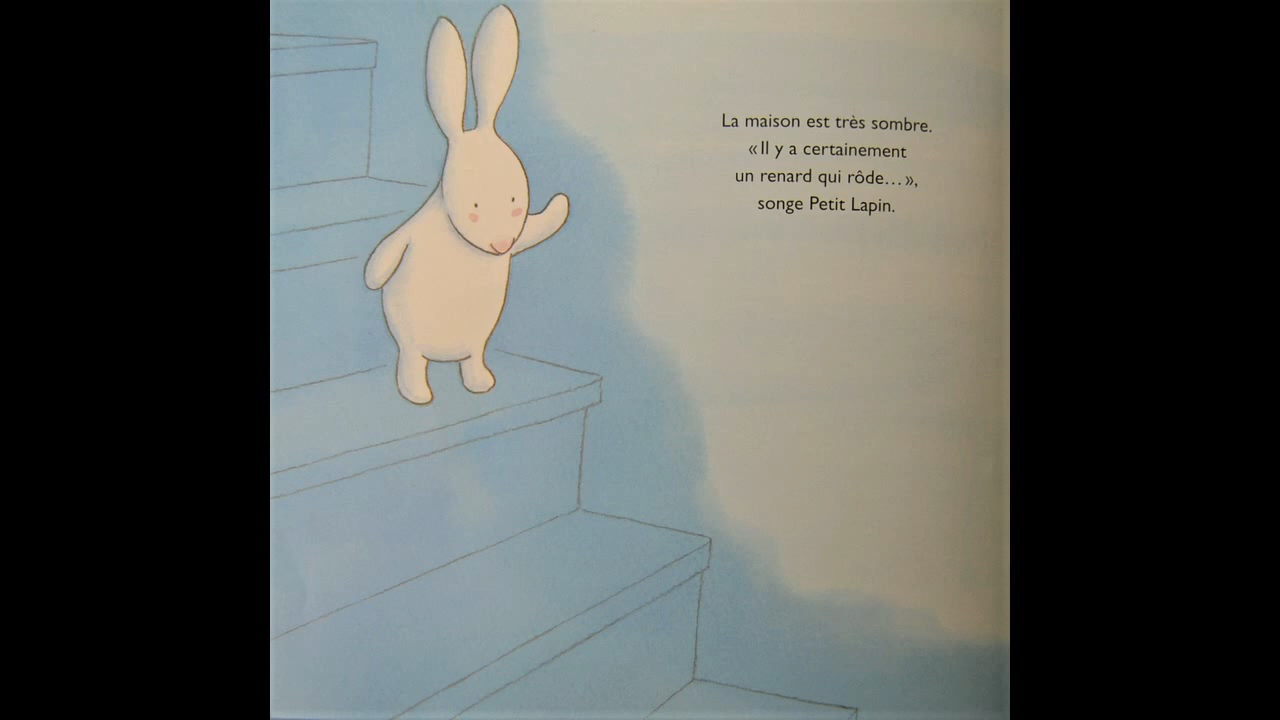 La maison est très sombre.
«Il y a certainement
un renard qui rôde...»,
songe Petit Lapin.